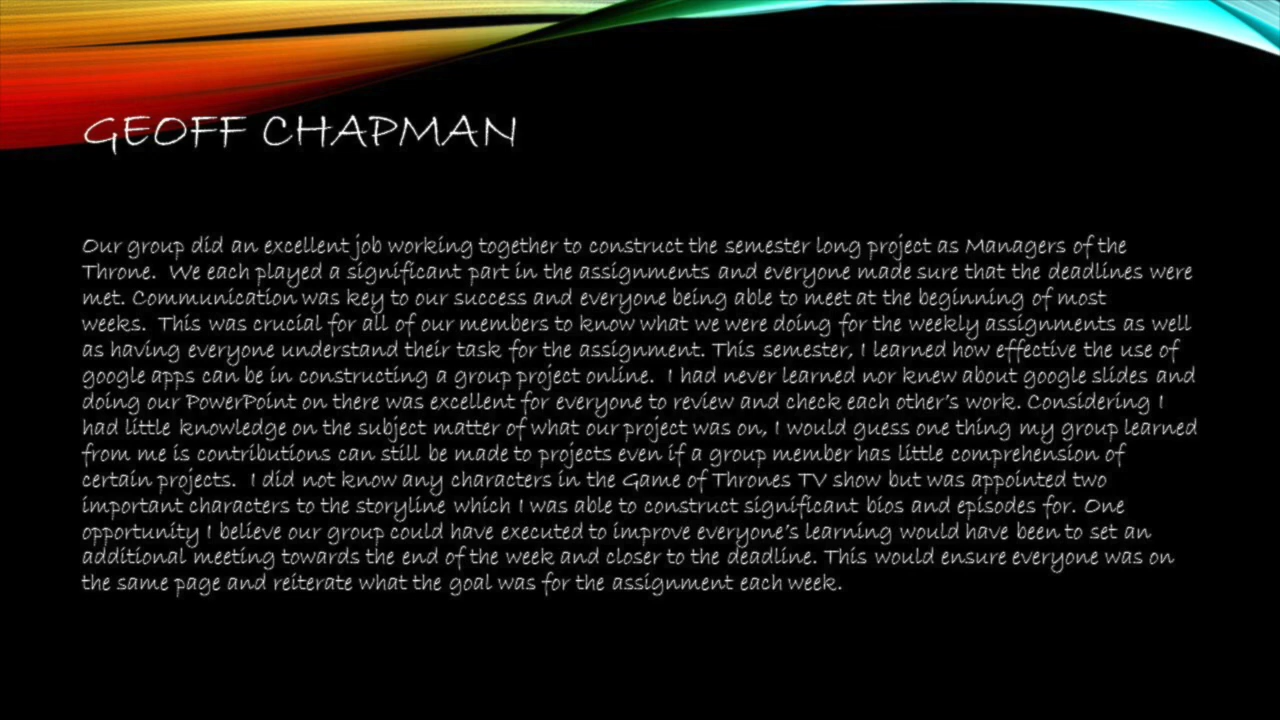 GEOFF CHAPMAN
Our group did an excellent job working together to construct the semester long project as Managers of the
Throne.  We each played a significant part in the assignments and everyone made sure that the deadlines were
met. Communication was key to our success and everyone being able to meet at the beginning of most
weeks.  This was crucial for all of our members to know what we were doing for the weekly assignments as well
as having everyone understand their task for the assignment. This semester, I learned how effective the use of
google apps can be in constructing a group project online.  I had never learned nor knew about google slides and
doing our PowerPoint on there was excellent for everyone to review and check each other's work. Considering I
had little knowledge on the subject matter of what our project was on, I would guess one thing my group learned
from me is contributions can still be made to projects even if a group member has little comprehension of
certain projects.  I did not know any characters in the Game of Thrones TV show but was appointed two
important characters to the storyline which I was able to construct significant bios and episodes for. One
opportunity I believe our group could have executed to improve everyone's learning would have been to set an
additional meeting towards the end of the week and closer to the deadline. This would ensure everyone was on
the same page and reiterate what the goal was for the assignment each week.